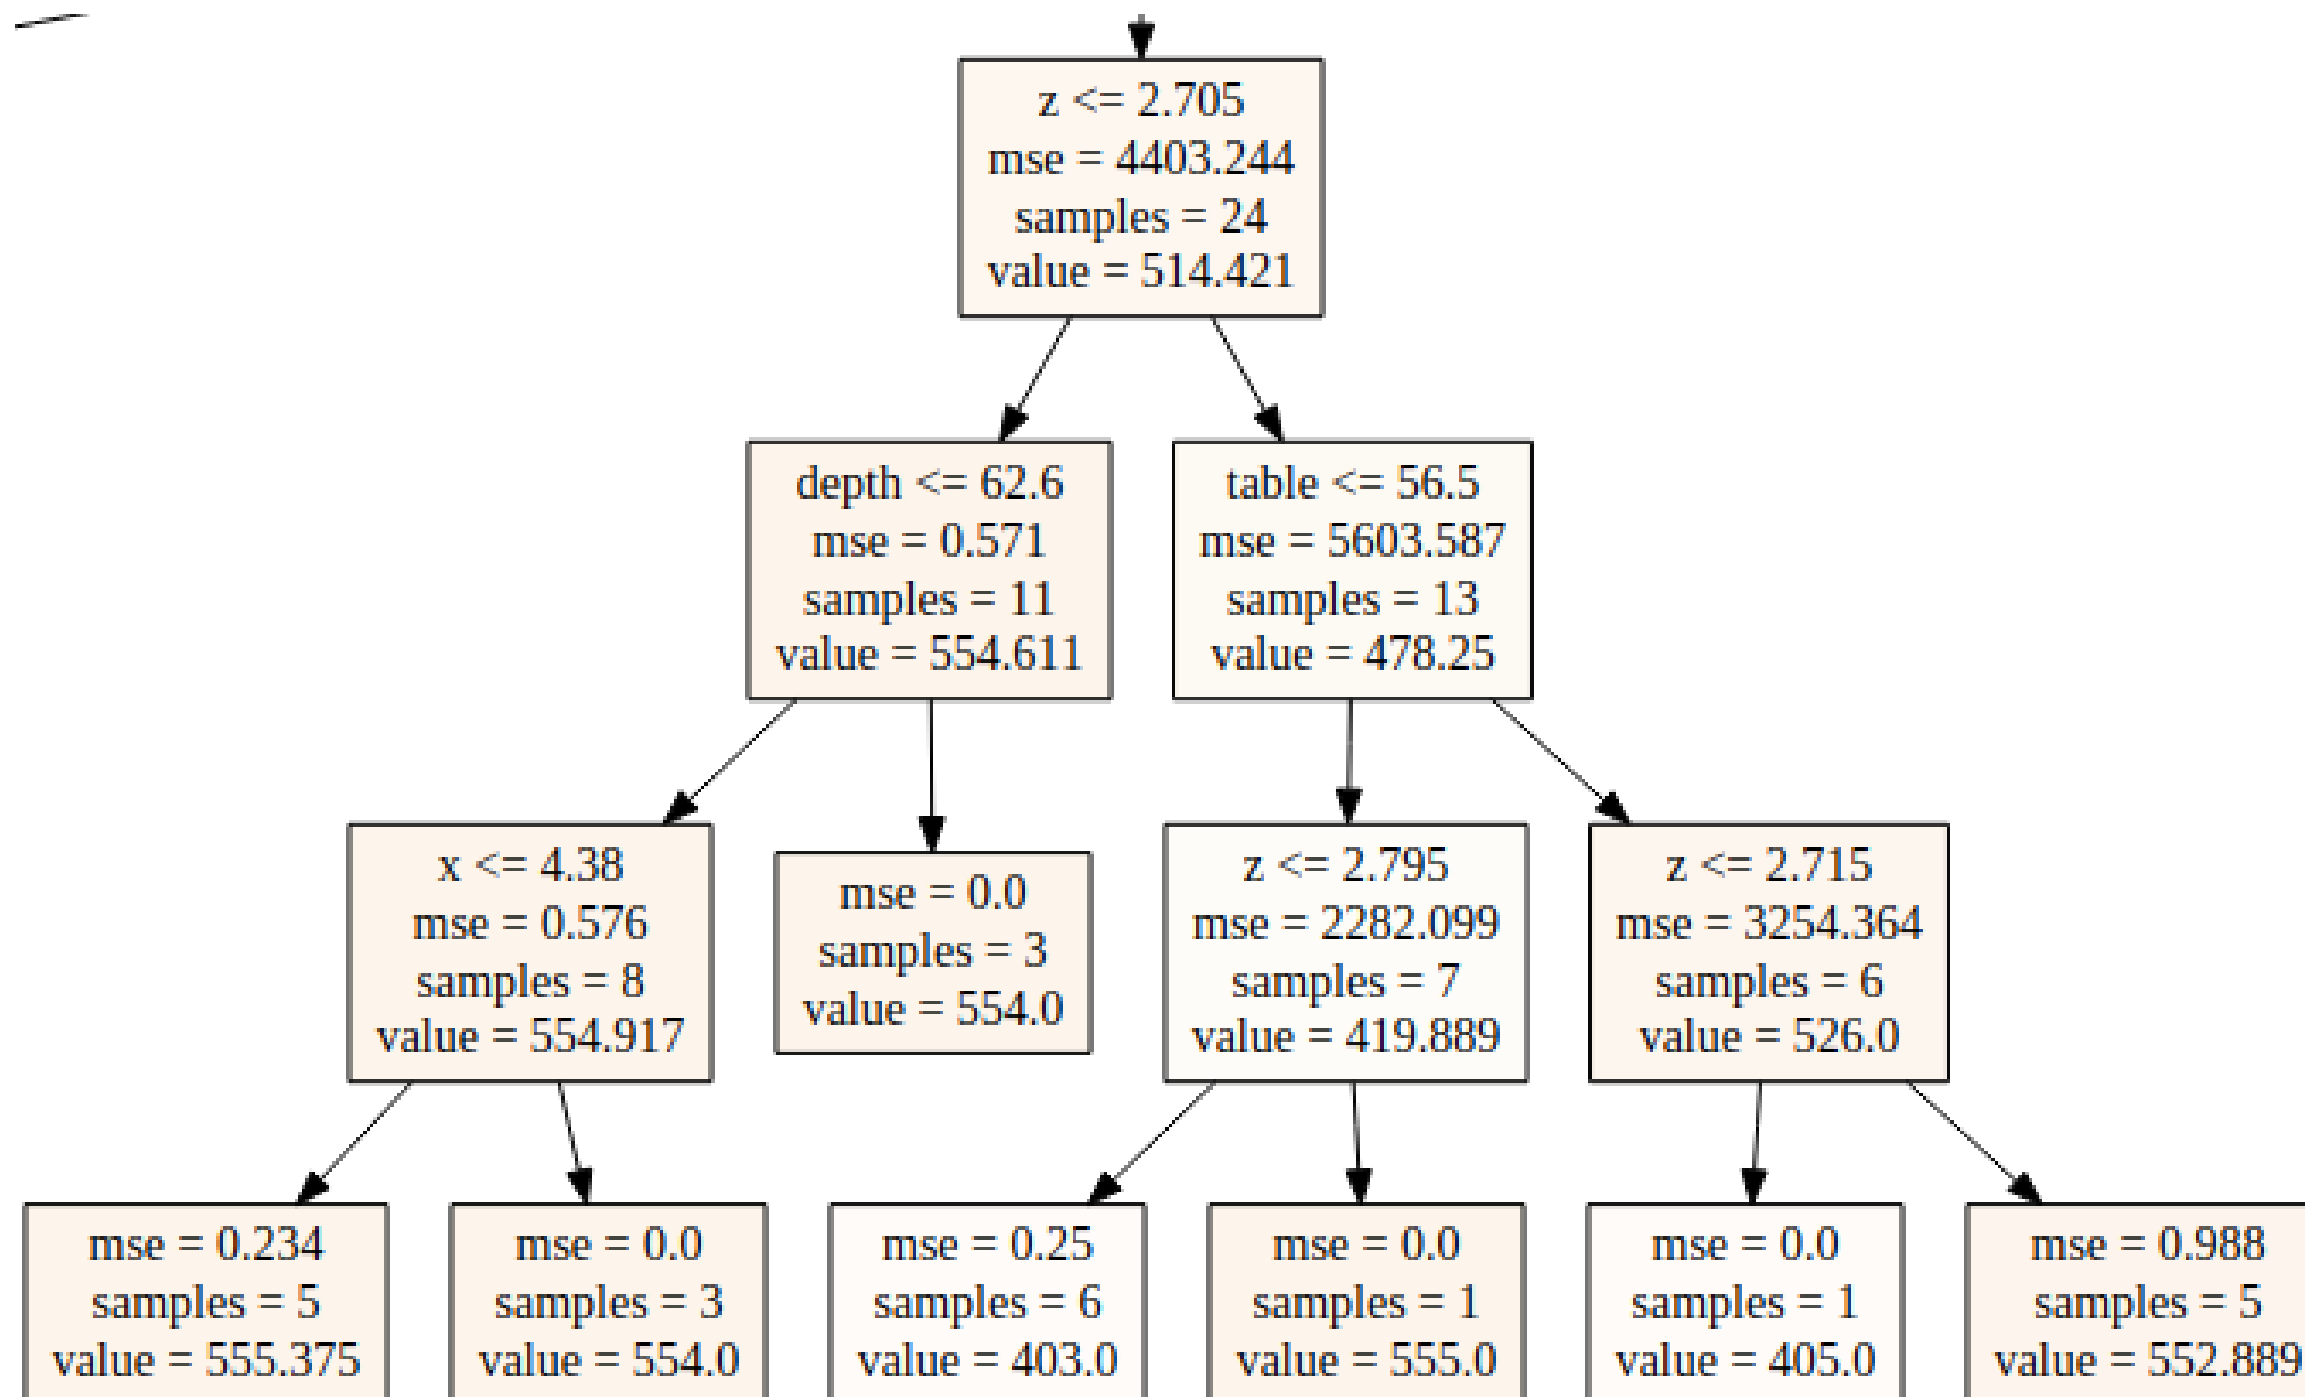 z <= 2.705
mse = 4403.244
samples = 24
value = 514.421
depth <= 62.6
mse = 0.571
samples = 11
value = 554.611
table <= 56.5
mse = 5603.587
samples = 13
value = 478.25
x <= 4.38
mse = 0.576
samples = 8
value = 554.917
mse = 0.0
samples = 3
value = 554.0
z <= 2.795
mse = 2282.099
samples = 7
value = 419.889
z <= 2.715
mse = 3254.364
samples = 6
value = 526.0
mse = 0.234
samples = 5
value = 555.375
mse = 0.0
samples = 3
value = 554.0
mse = 0.25
samples = 6
value = 403.0
mse = 0.0
samples = 1
value = 555.0
mse = 0.0
samples = 1
value = 405.0
mse = 0.988
samples = 5
value = 552.889